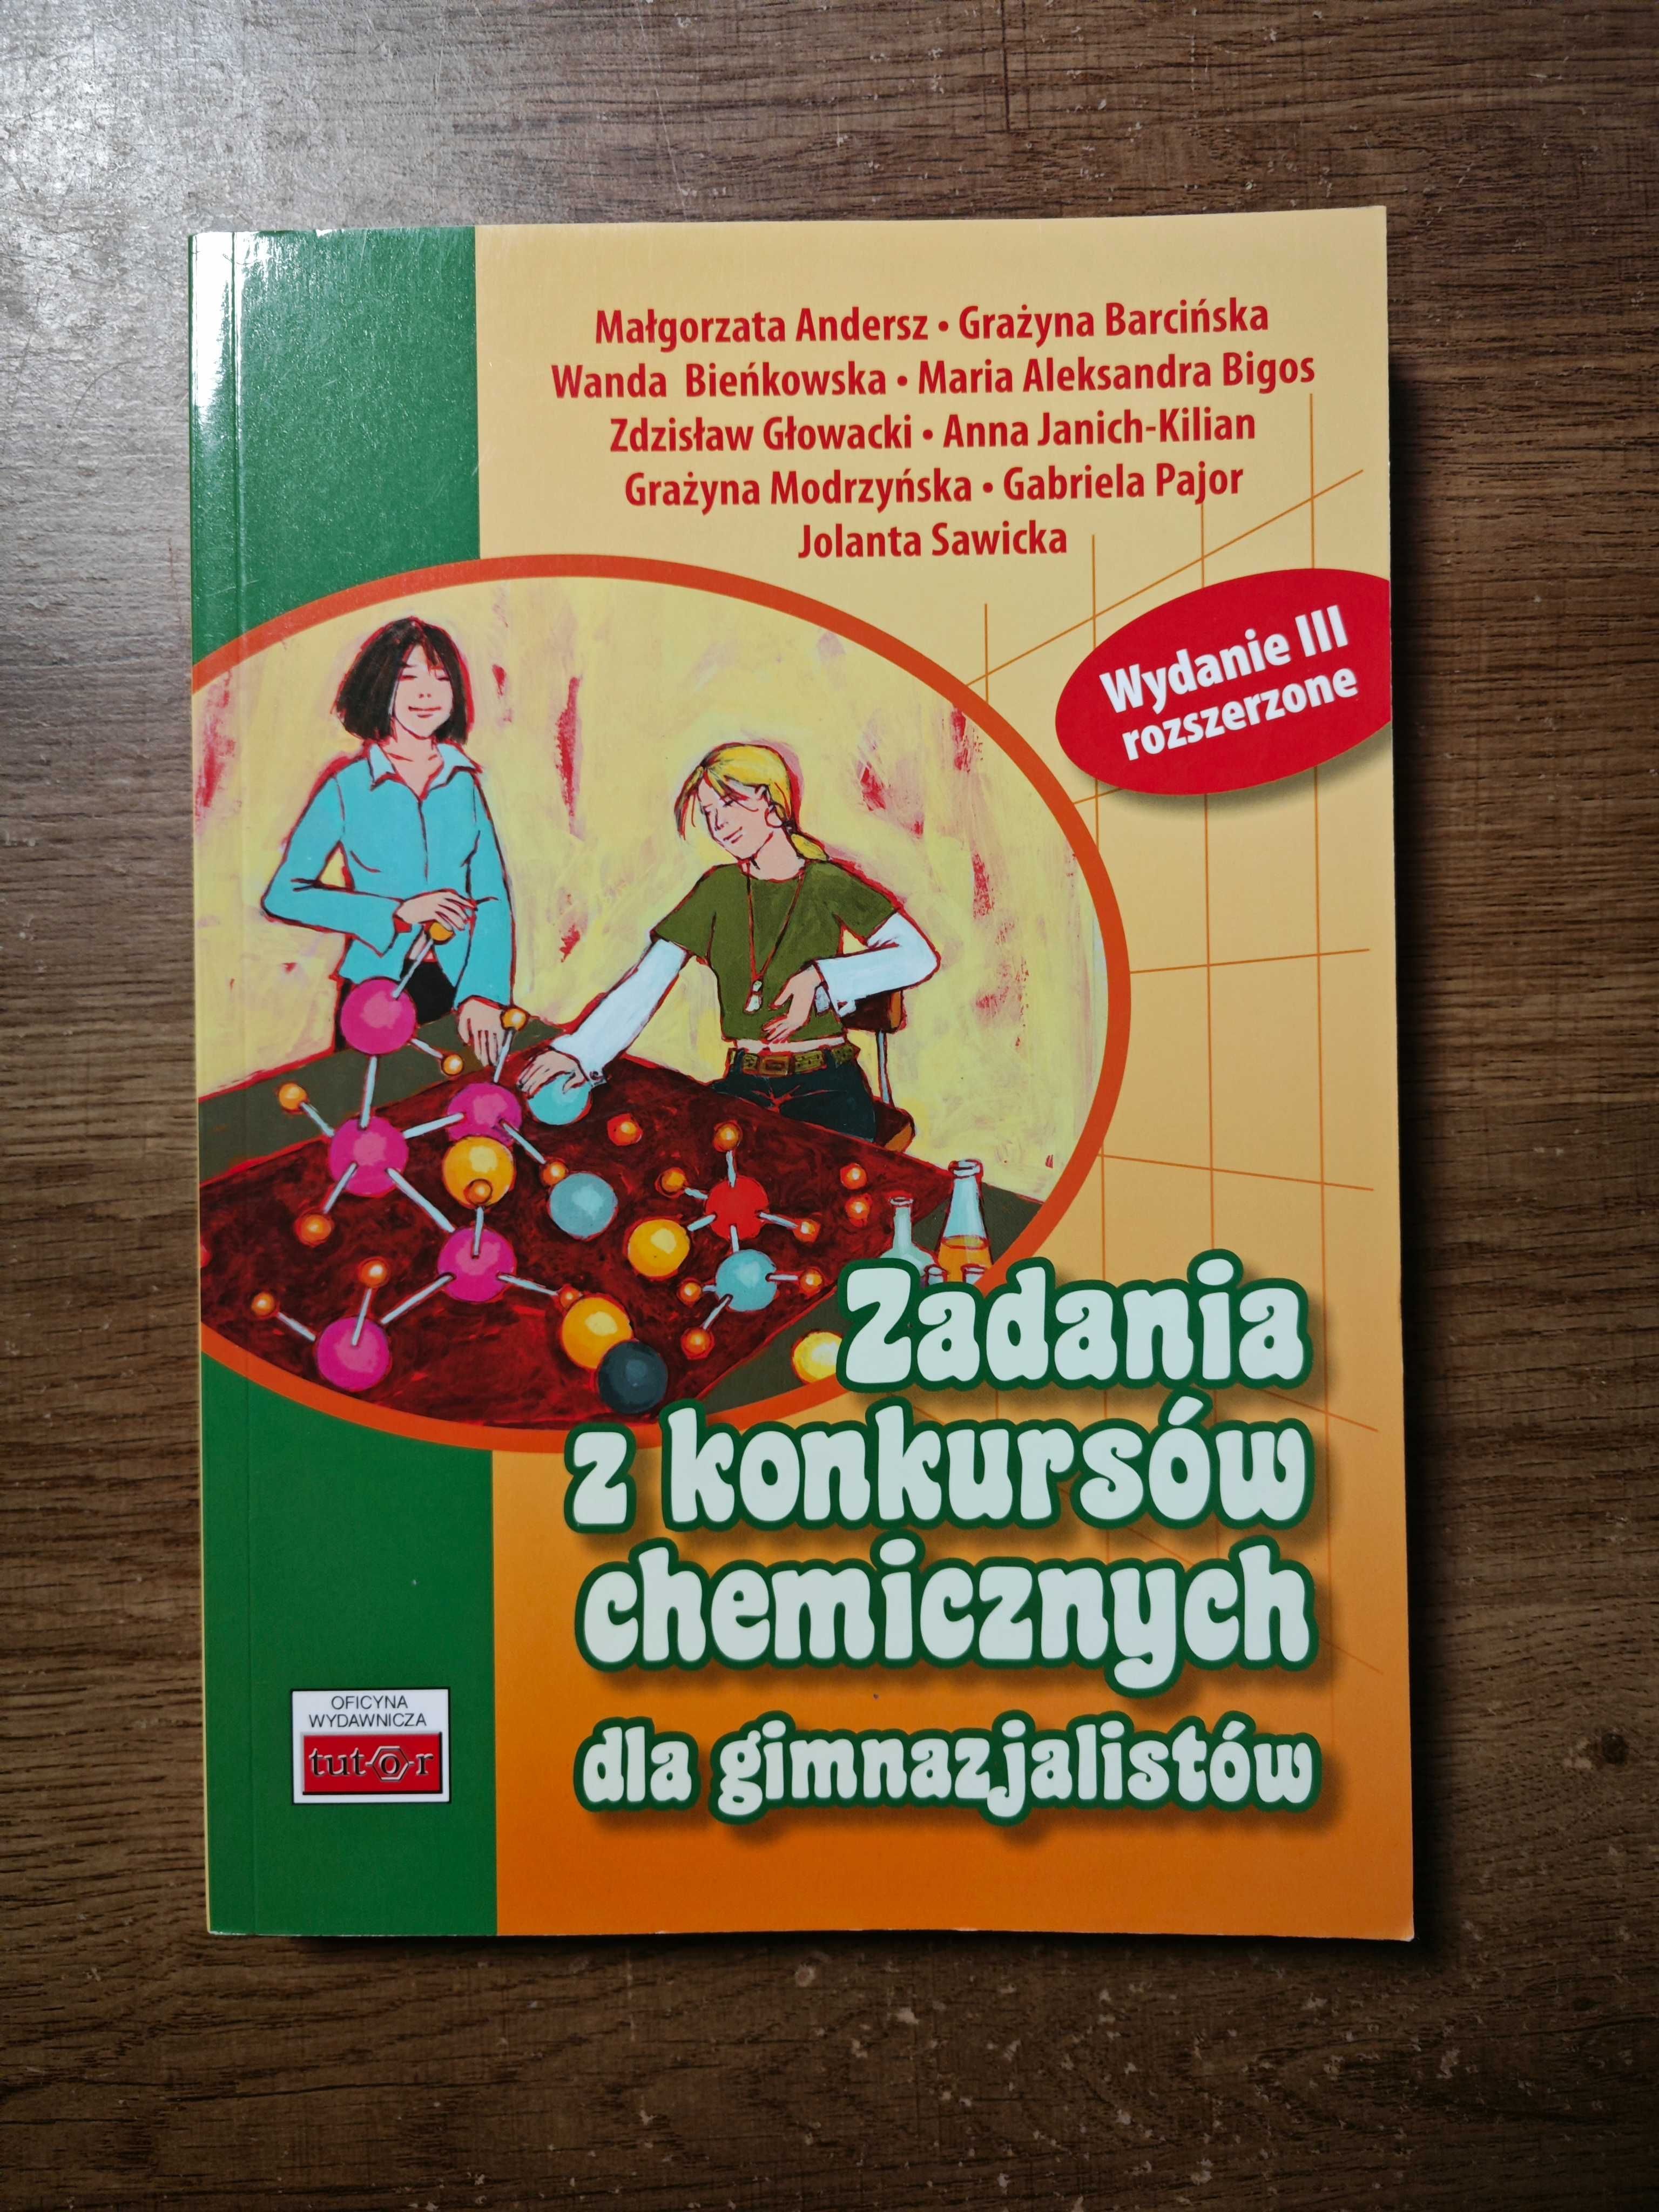 Małgorzata Andersz • Grażyna Barcińska
Wanda Bieńkowska • Maria Aleksandra Bigos
Zdzisław Głowacki • Anna Janich-Kilian
Grażyna Modrzyńska • Gabriela Pajor
Jolanta Sawicka
Wydanie III
rozszerzone
Zadania
z konkursów
chemicznych
dla gimnazjalistów
OFICYNA
WYDAWNICZA
tutor